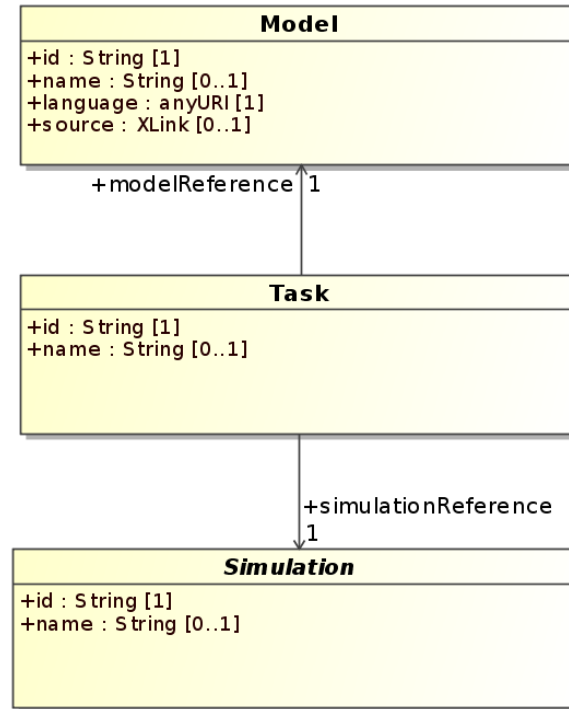 Model
+id : String [1]
+name : String [0..1]
+language : anyURI [1]
+source : XLink [0..1]
+modelReference 1
Task
+id : String [1]
+name : String [0..1]
+simulationReference
1
Simulation
+id : String [1]
+name : String [0..1]